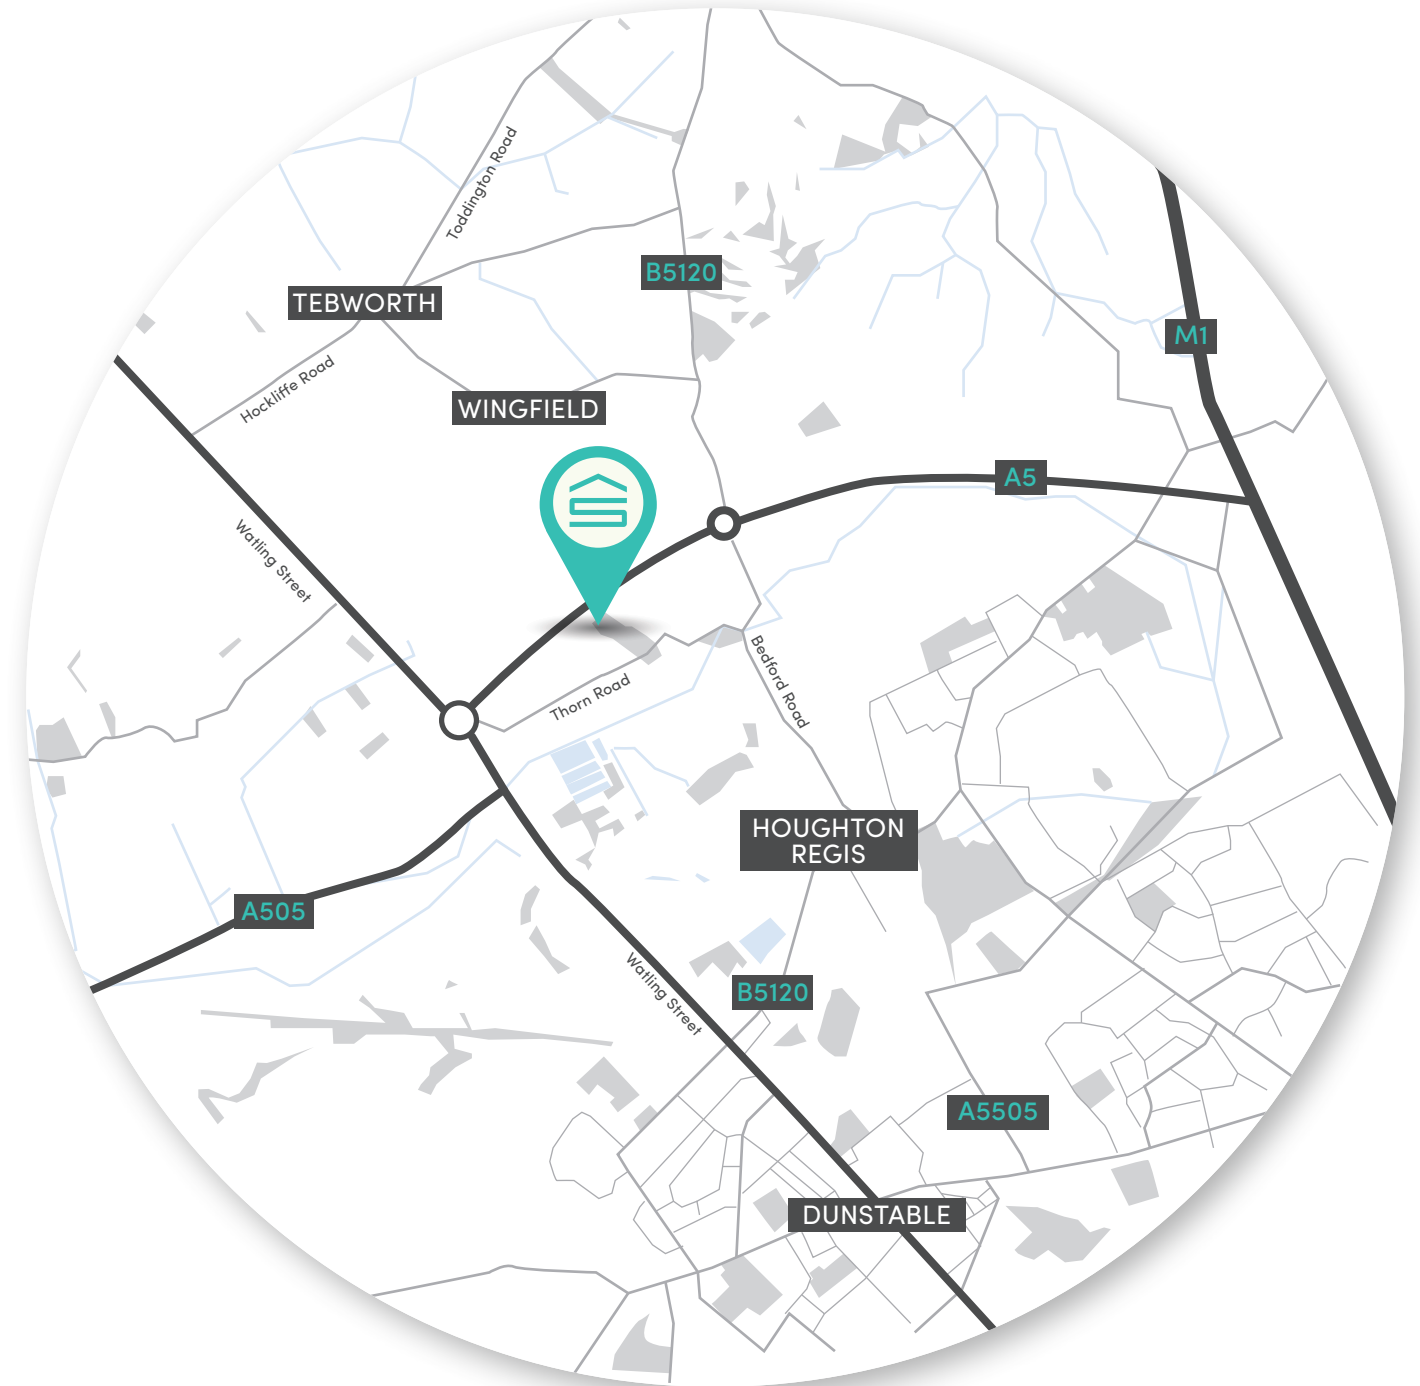 Toddington Road
B5120
TEBWORTH
M1
Hockliffe Road
WINGFIELD
A5
Watling Street
Thorn Road
Bedford Road
HOUGHTON
REGIS
A505
Watling Street
B5120
A5505
DUNSTABLE